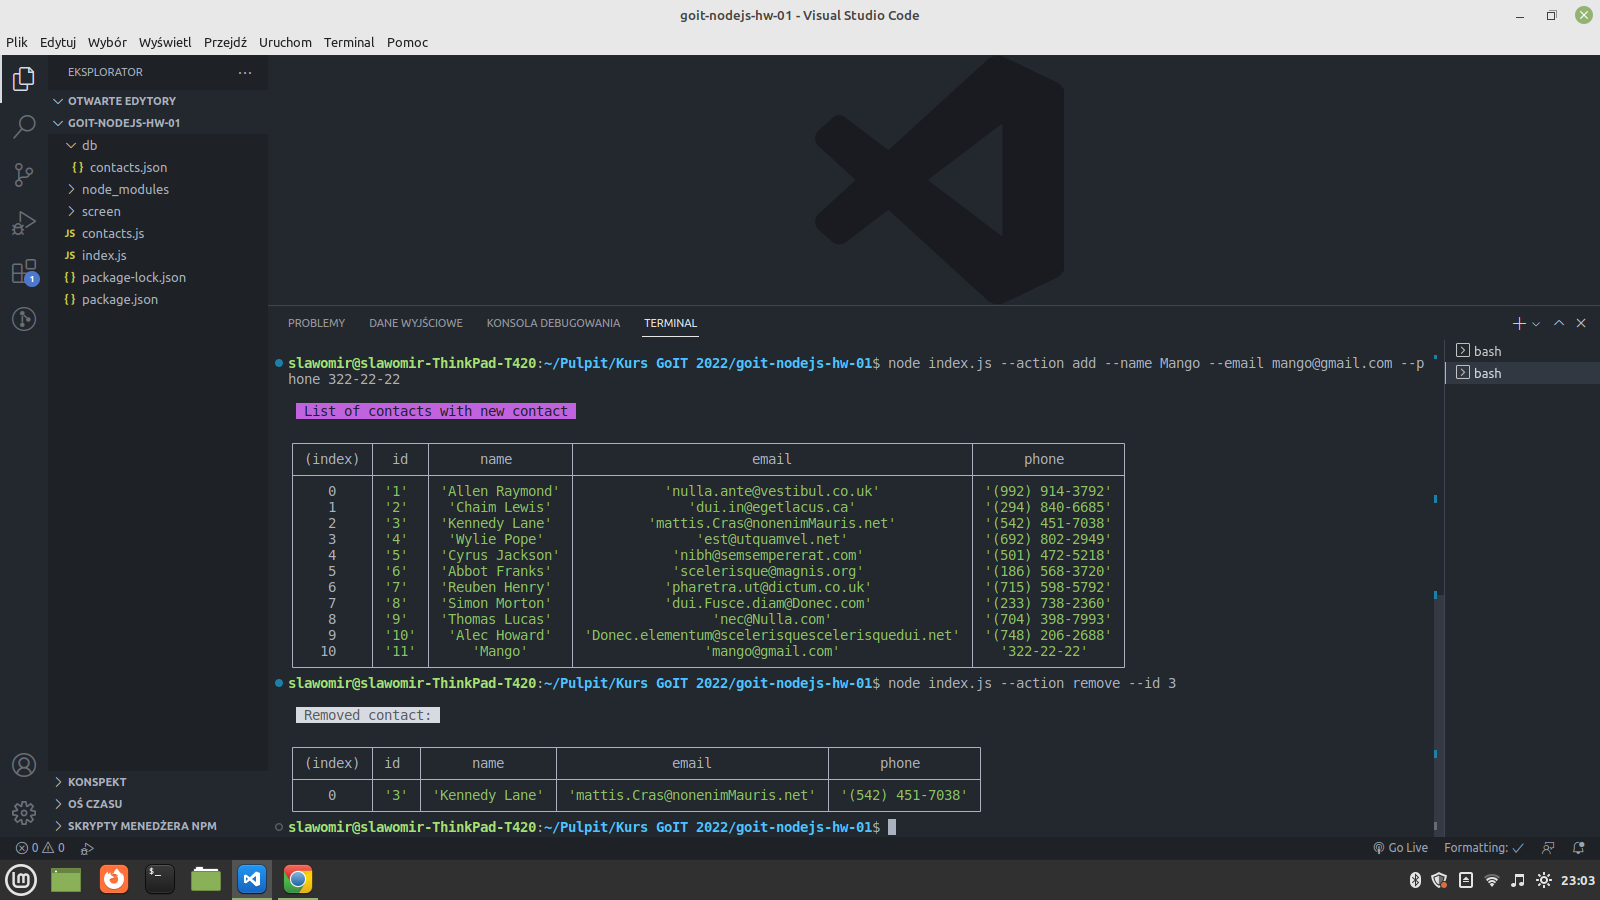 goit-nodejs-hw-01 - Visual Studio Code
Plik Edytuj Wybór Wyświetl Przejdź Uruchom Terminal Pomoc
EKSPLORATOR
OTWARTE EDYTORY
GOIT-NODEJS-HW-01
db
{} contacts.json
node_modules
screen
JS contacts.js
JS index.js
{} package-lock.json
{} package.json
1
KONSPEKT
OŚ CZASU
SKRYPTY MENEDŻERA NPM
PROBLEMY DANE WYJŚCIOWE KONSOLA DEBUGOWANIA TERMINAL
bash
bash
slawomir@slawomir-ThinkPad-T420:~/Pulpit/Kurs GoIT 2022/goit-nodejs-hw-01$ node index.js --action add --name Mango --email mango@gmail.com --p
hone 322-22-22
List of contacts with new contact
(index) id name email phone
0 '1' 'Allen Raymond' 'nulla.ante@vestibul.co.uk' '(992) 914-3792'
1 '2' 'Chaim Lewis' 'dui.in@egetlacus.ca' '(294) 840-6685'
2 '3' 'Kennedy Lane' 'mattis.Cras@nonenimMauris.net' '(542) 451-7038'
3 '4' 'Wylie Pope' 'est@utquamvel.net' '(692) 802-2949'
4 '5' 'Cyrus Jackson' 'nibh@semsempererat.com' '(501) 472-5218'
5 '6' 'Abbot Franks' 'scelerisque@magnis.org' '(186) 568-3720'
6 '7' 'Reuben Henry' 'pharetra.ut@dictum.co.uk' '(715) 598-5792'
7 '8' 'Simon Morton' 'dui.Fusce.diam@Donec.com' '(233) 738-2360'
8 '9' 'Thomas Lucas' 'nec@Nulla.com' '(704) 398-7993'
9 '10' 'Alec Howard' 'Donec.elementum@scelerisquescelerisquedui.net' '(748) 206-2688'
10 '11' 'Mango' 'mango@gmail.com' '322-22-22'
slawomir@slawomir-ThinkPad-T420:~/Pulpit/Kurs GoIT 2022/goit-nodejs-hw-01$ node index.js --action remove --id 3
Removed contact:
(index) id name email phone
0 '3' 'Kennedy Lane' 'mattis.Cras@nonenimMauris.net' '(542) 451-7038'
slawomir@slawomir-ThinkPad-T420:~/Pulpit/Kurs GoIT 2022/goit-nodejs-hw-01$
0 0 Go Live Formatting:
23:03